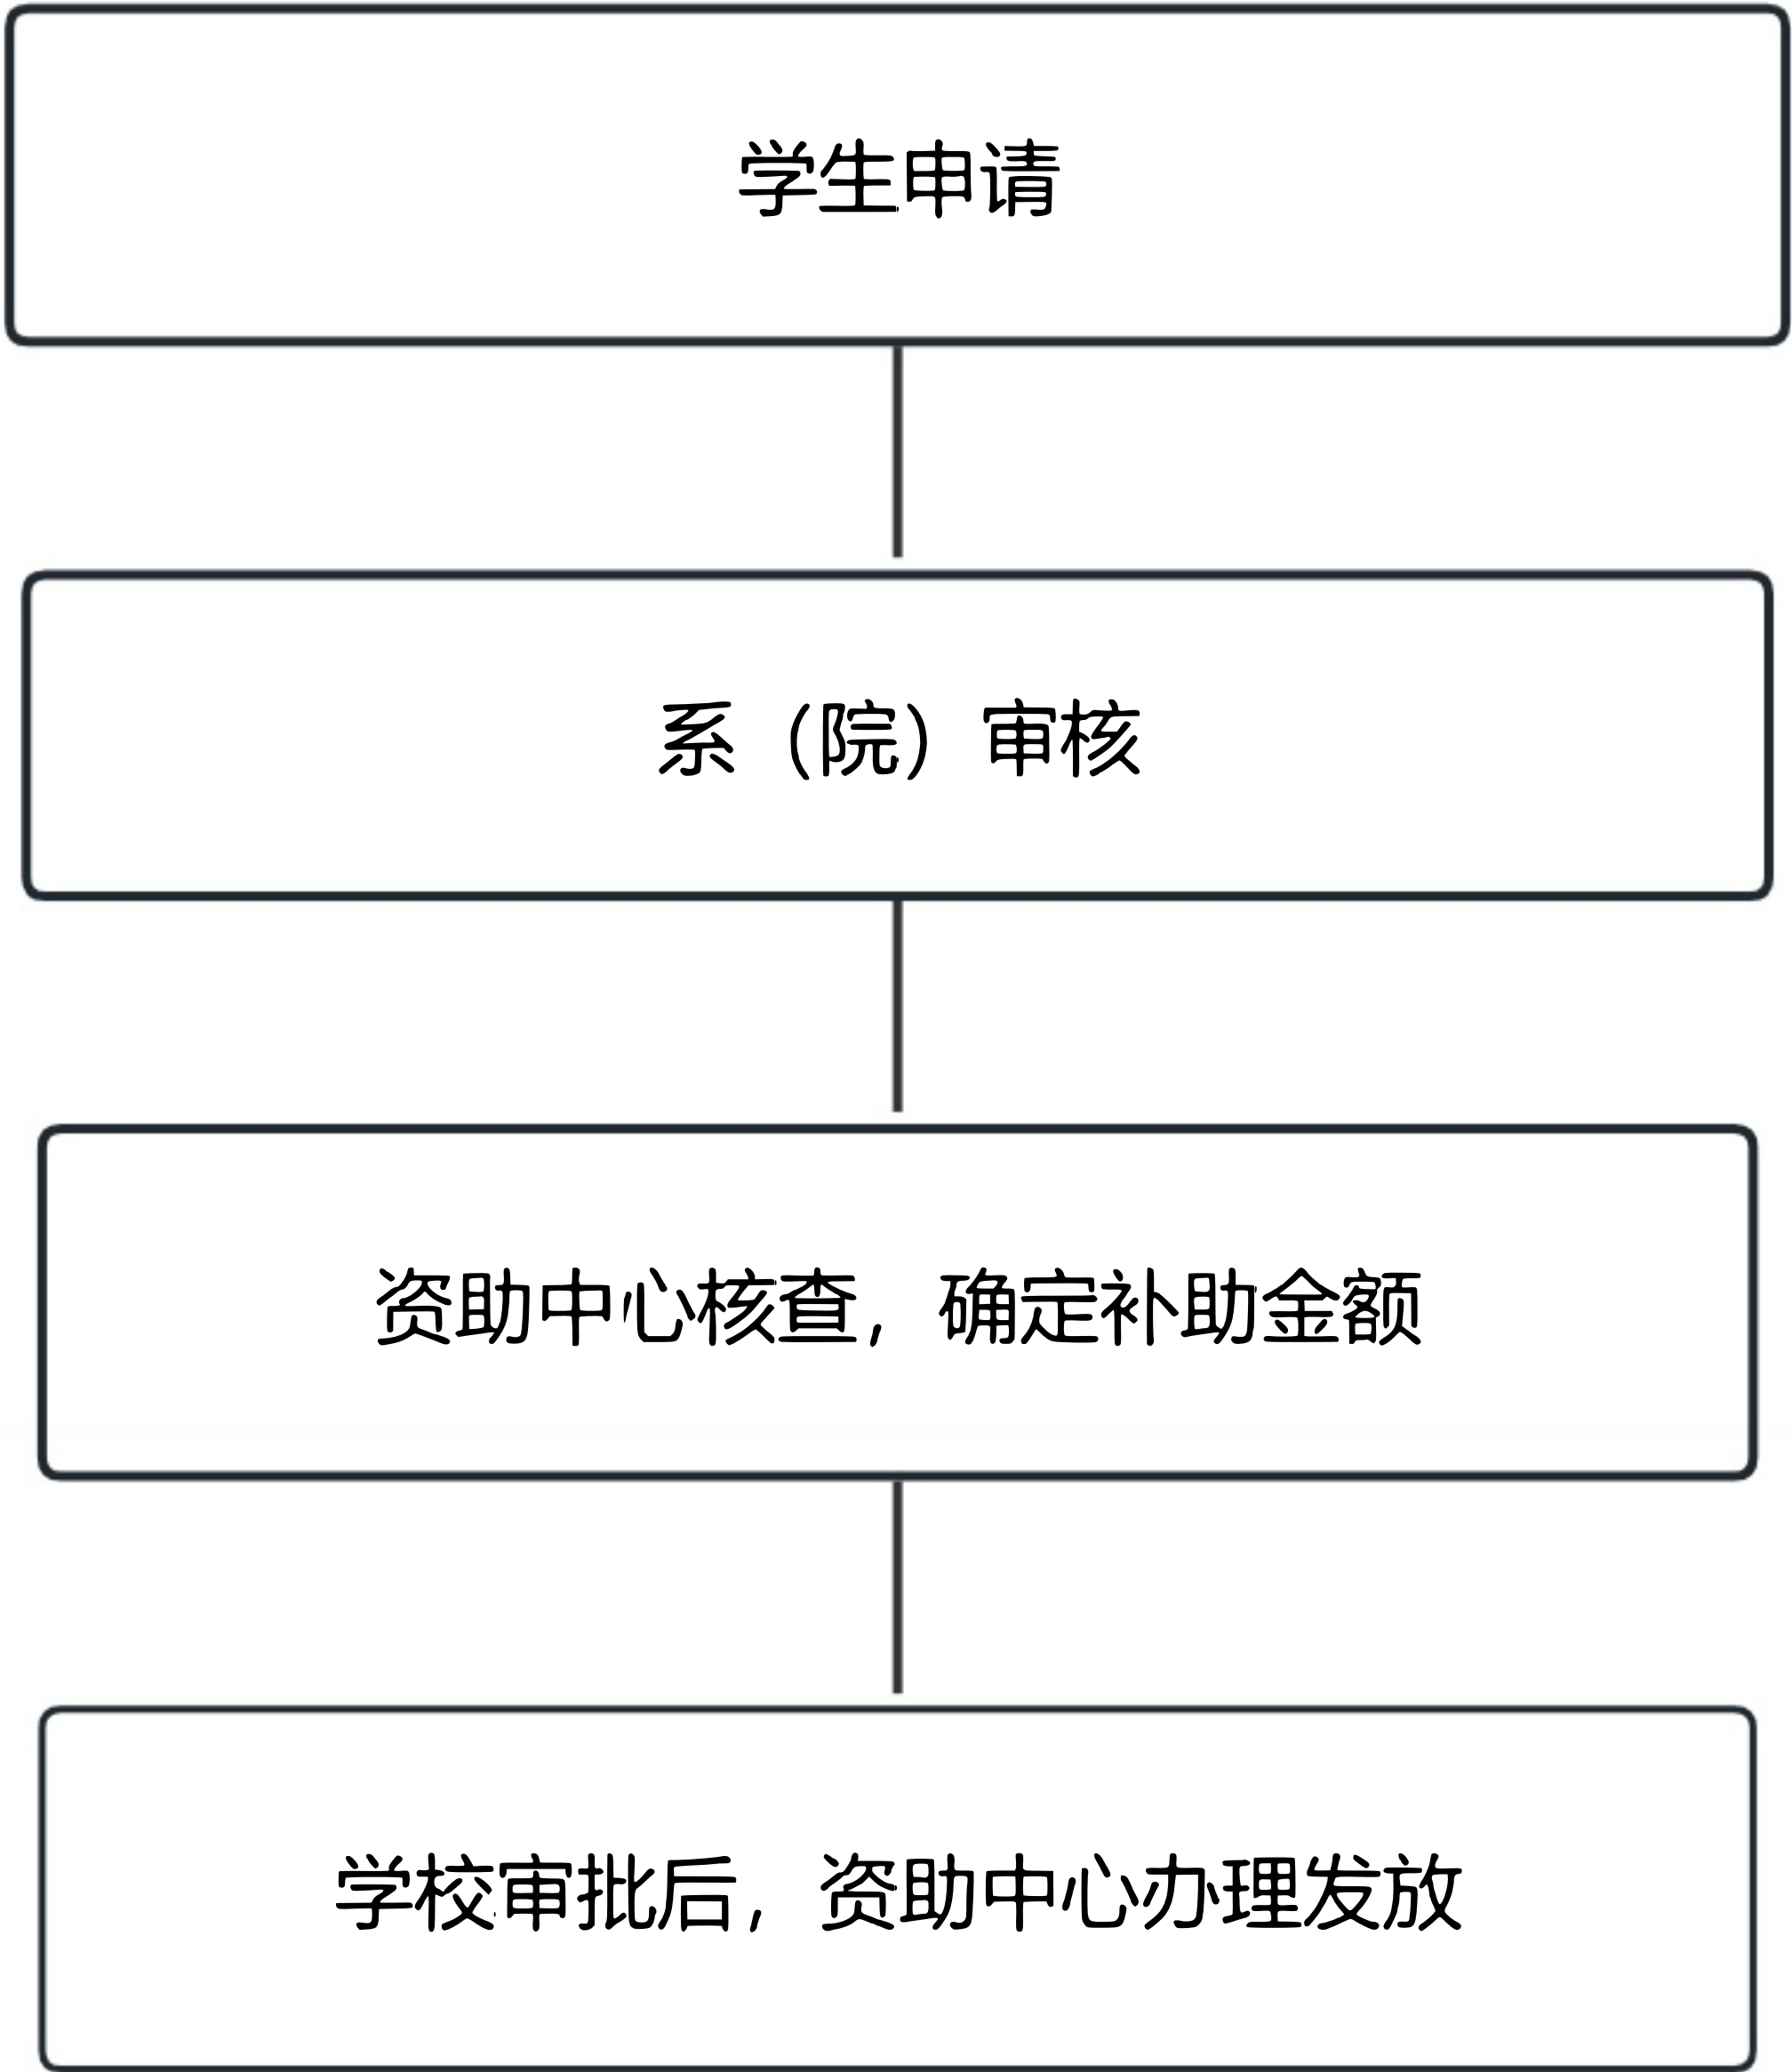 学生申请
系（院）审核
资助中心核查，确定补助金额
学校审批后，资助中心办理发放